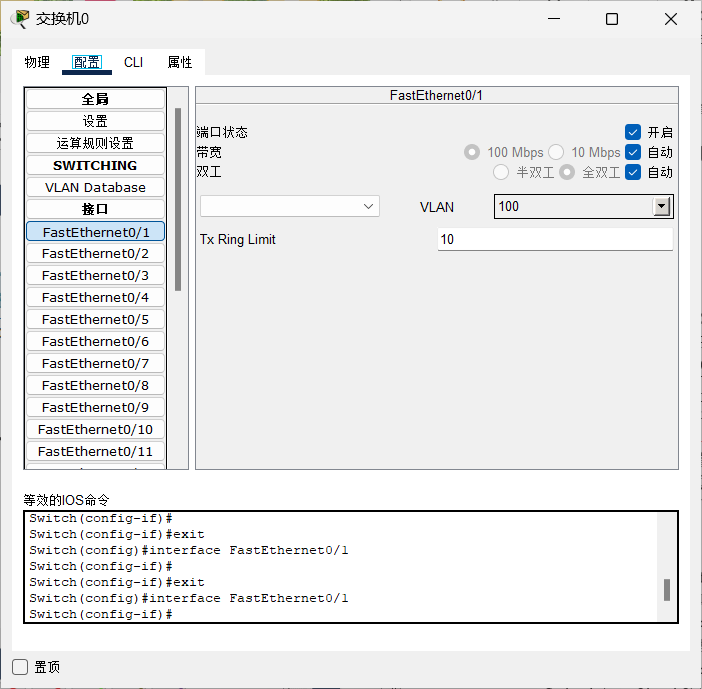 交换机0
物理 配置 CLI 属性
全局
设置
运算规则设置
SWITCHING
VLAN Database
接口
FastEthernet0/1
FastEthernet0/2
FastEthernet0/3
FastEthernet0/4
FastEthernet0/5
FastEthernet0/6
FastEthernet0/7
FastEthernet0/8
FastEthernet0/9
FastEthernet0/10
FastEthernet0/11
FastEthernet0/1
端口状态 开启
带宽 100 Mbps 10 Mbps 自动
双工 半双工 全双工 自动
VLAN 100
Tx Ring Limit 10
等效的IOS命令
Switch(config-if)#
Switch(config-if)#exit
Switch(config)#interface FastEthernet0/1
Switch(config-if)#
Switch(config-if)#exit
Switch(config)#interface FastEthernet0/1
Switch(config-if)#
置顶